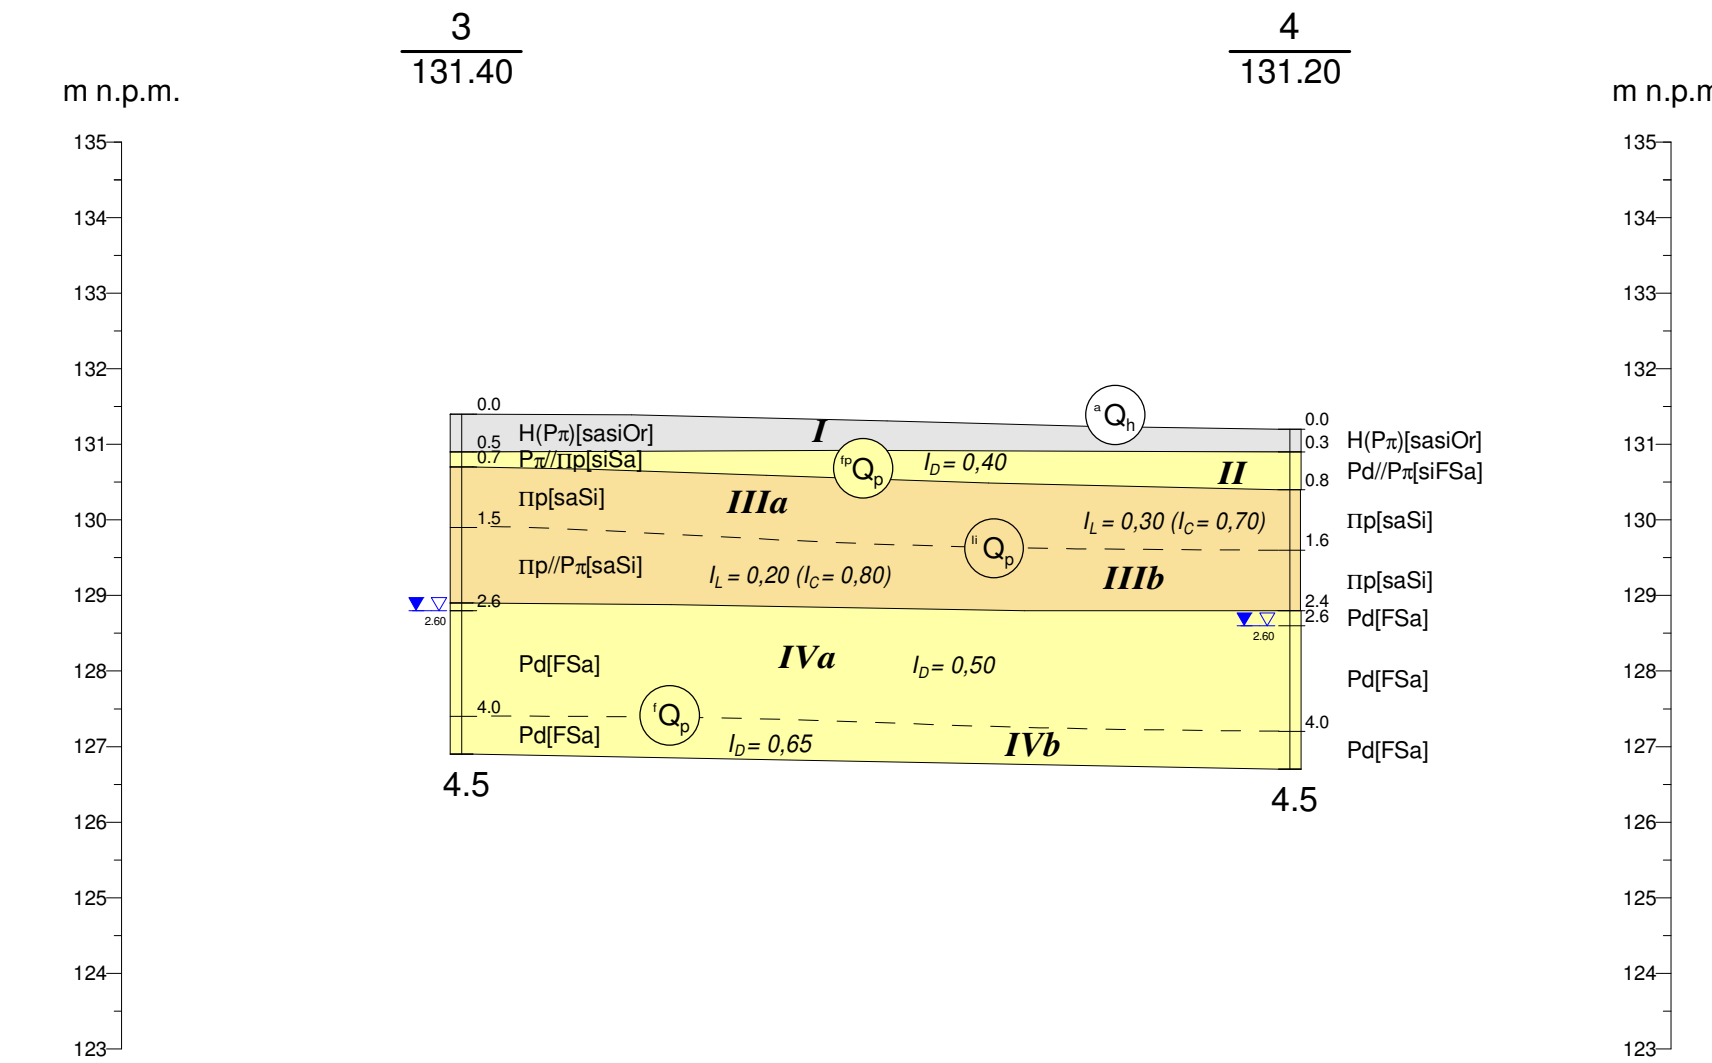 3
131.40
4
131.20
m n.p.m.
m n.p.m
135
134
133
132
131
130
129
128
127
126
125
124
123
0.0
0.5
0.7
1.5
2.6
4.0
2.60
4.5
H(Pπ)[sasiOr]
Pπ//Πp[siSa]
Πp[saSi]
Πp//Pπ[saSi]
Pd[FSa]
Pd[FSa]
I
II
IIIa
IIIb
IVa
IVb
aQh
fpQp
liQp
fQp
ID = 0,40
IL = 0,30 (IC = 0,70)
IL = 0,20 (IC = 0,80)
ID = 0,50
ID = 0,65
0.0
0.3
0.8
1.6
2.4
2.6
4.0
2.60
4.5
H(Pπ)[sasiOr]
Pd//Pπ[siFSa]
Πp[saSi]
Πp[saSi]
Pd[FSa]
Pd[FSa]
Pd[FSa]
135
134
133
132
131
130
129
128
127
126
125
124
123